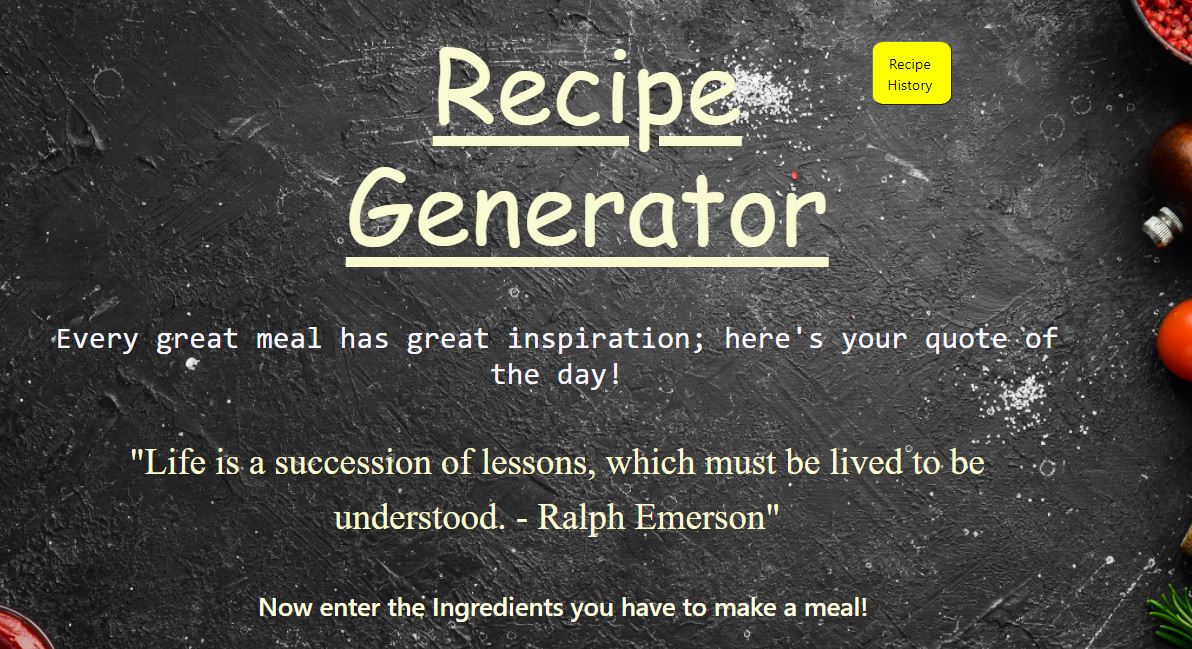 Recipe
Generator
Recipe
History
Every great meal has great inspiration; here's your quote of
the day!
"Life is a succession of lessons, which must be lived to be
understood. - Ralph Emerson"
Now enter the Ingredients you have to make a meal!